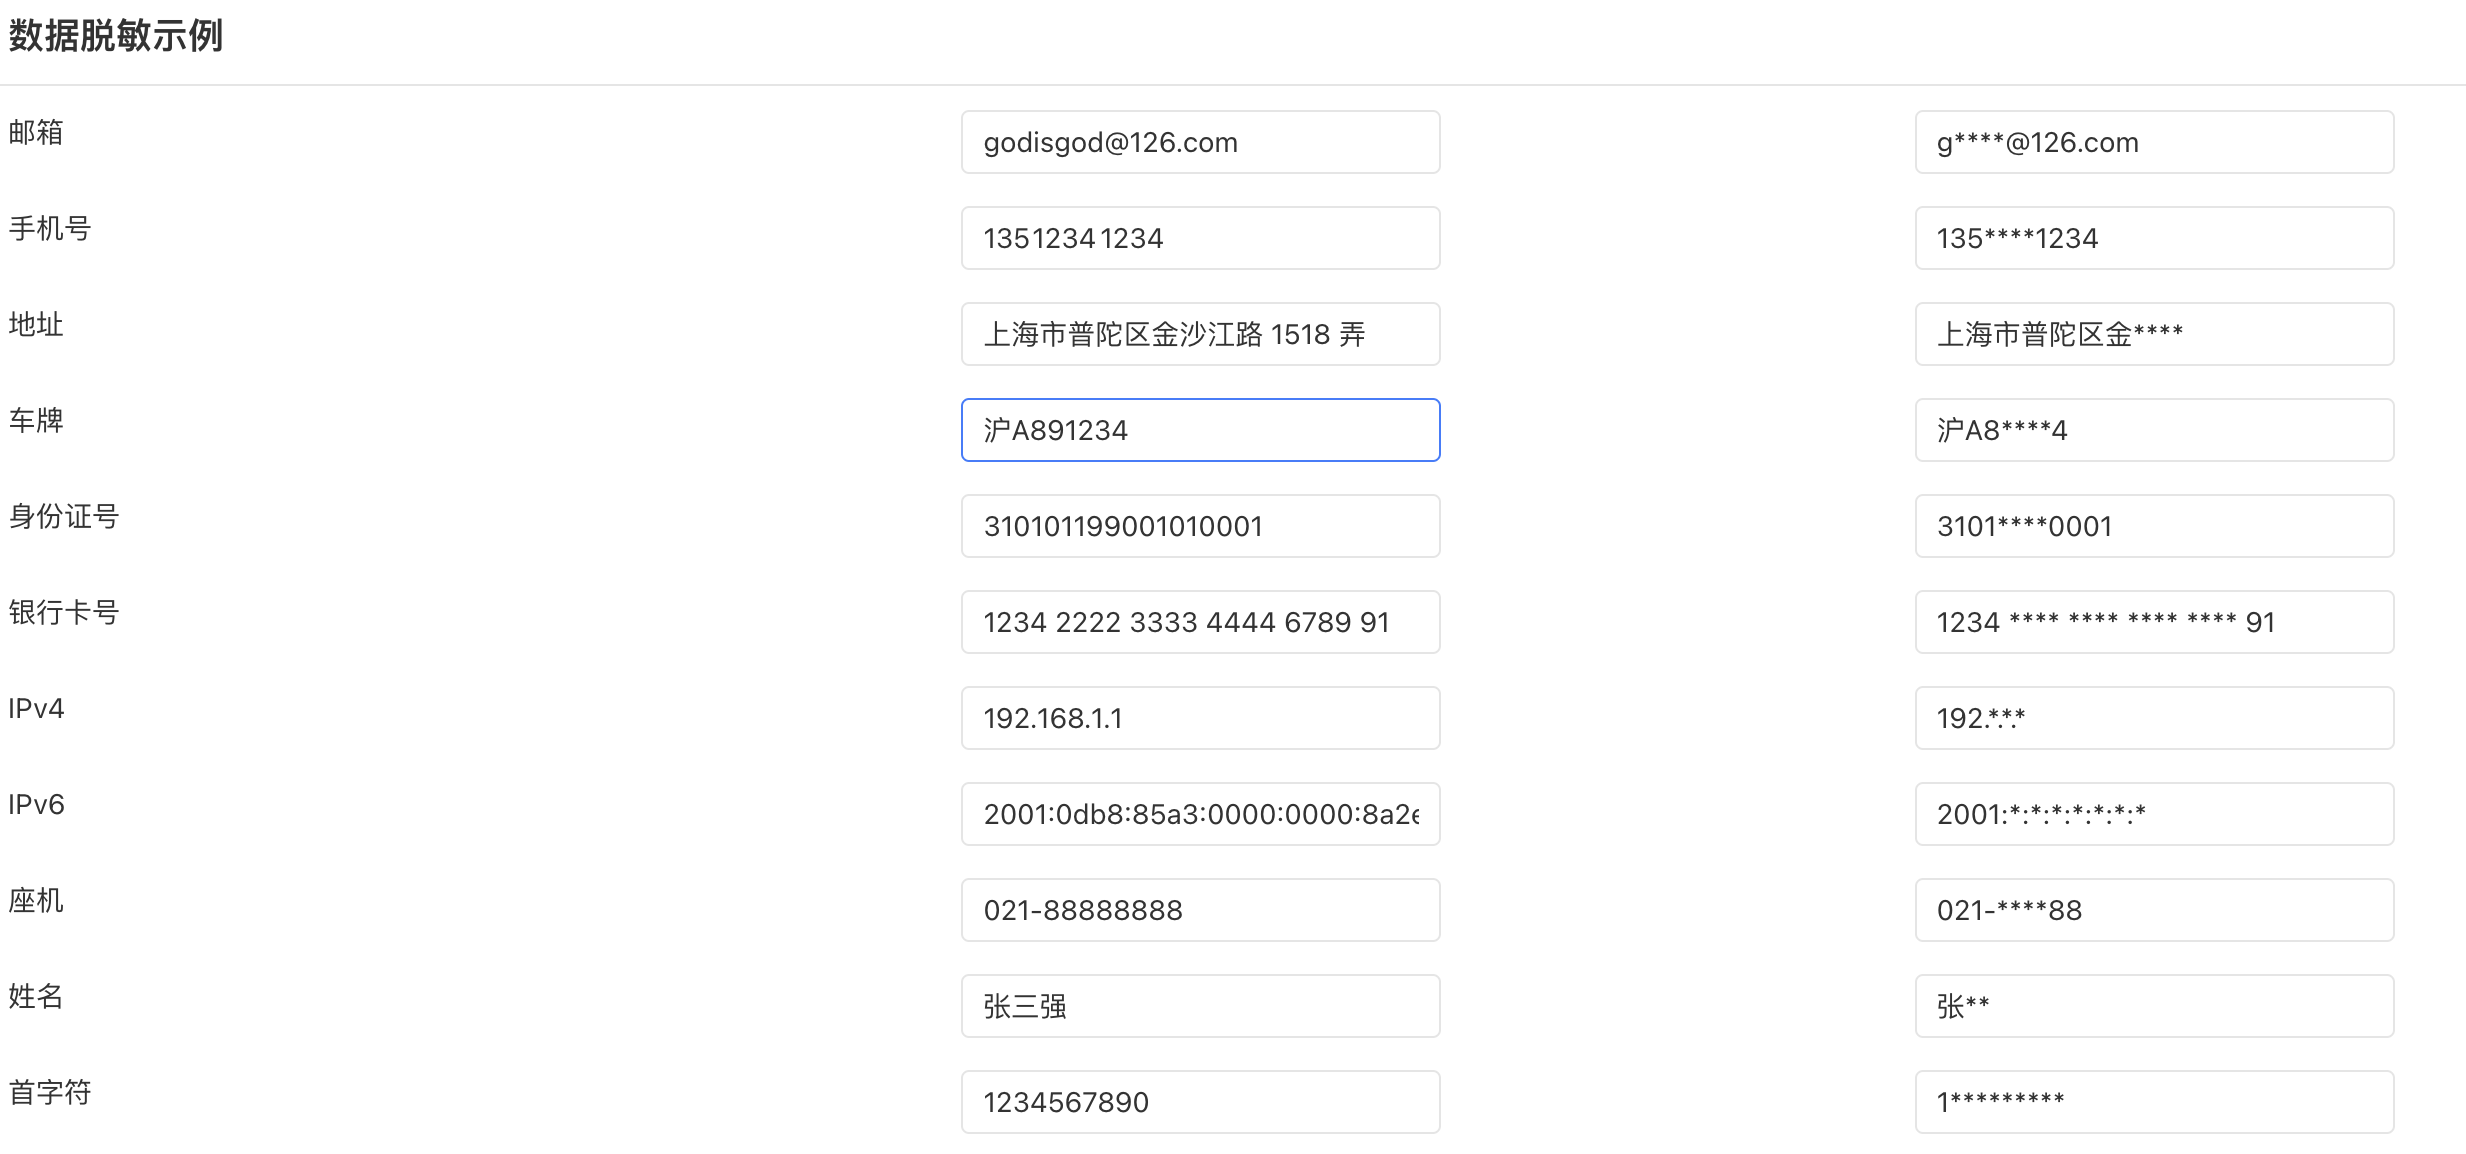 数据脱敏示例
邮箱 godisgod@126.com g****@126.com
手机号 13512341234 135****1234
地址 上海市普陀区金沙江路 1518 弄 上海市普陀区金****
车牌 沪A891234 沪A8****4
身份证号 310101199001010001 3101****0001
银行卡号 1234 2222 3333 4444 6789 91 1234 **** **** **** **** 91
IPv4 192.168.1.1 192.*.*.*
IPv6 2001:0db8:85a3:0000:0000:8a2e 2001:*:*:*:*:*:*:*
座机 021-88888888 021-****88
姓名 张三强 张**
首字符 1234567890 1*********